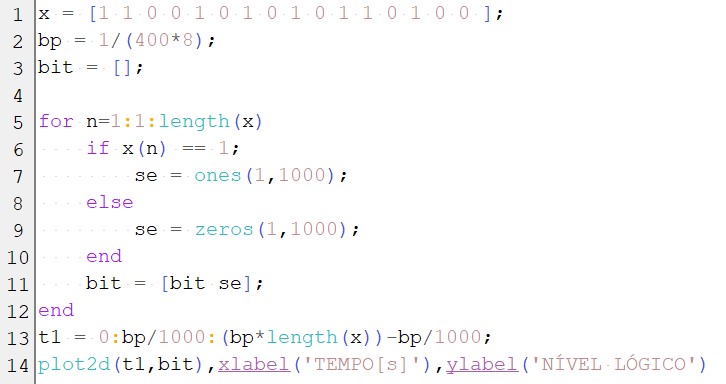 1 x = [1 1 0 0 1 0 1 0 1 0 1 1 0 1 0 0 ];
2 bp = 1/(400*8);
3 bit = [];
4
5 for n=1:1:length(x)
6     if x(n) == 1;
7         se = ones(1,1000);
8     else
9         se = zeros(1,1000);
10     end
11     bit = [bit se];
12 end
13 t1 = 0:bp/1000:(bp*length(x))-bp/1000;
14 plot2d(t1,bit),xlabel('TEMPO[s]'),ylabel('NÍVEL LÓGICO')